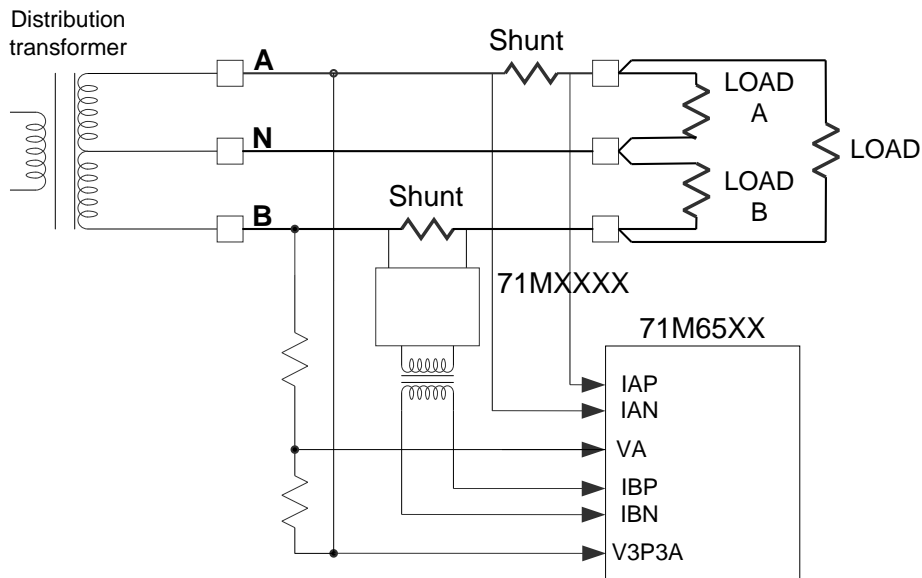 Distribution
transformer
A
Shunt
LOAD
A
N
LOAD
Shunt
LOAD
B
B
71MXXXX
71M65XX
IAP
IAN
VA
IBP
IBN
V3P3A